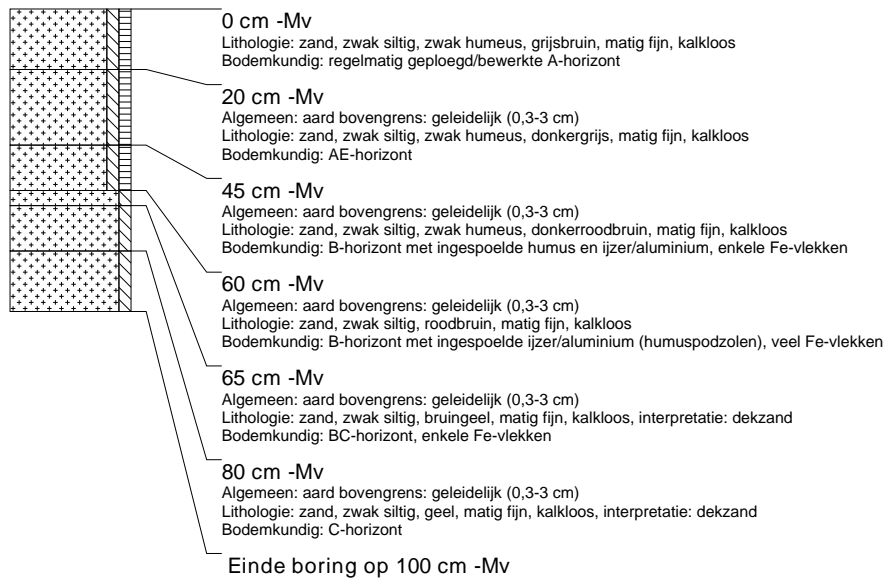 0 cm -Mv
Lithologie: zand, zwak siltig, zwak humeus, grijsbruin, matig fijn, kalkloos
Bodemkundig: regelmatig geploegd/bewerkte A-horizont
20 cm -Mv
Algemeen: aard bovengrens: geleidelijk (0,3-3 cm)
Lithologie: zand, zwak siltig, zwak humeus, donkergrijs, matig fijn, kalkloos
Bodemkundig: AE-horizont
45 cm -Mv
Algemeen: aard bovengrens: geleidelijk (0,3-3 cm)
Lithologie: zand, zwak siltig, zwak humeus, donkerroodbruin, matig fijn, kalkloos
Bodemkundig: B-horizont met ingespoelde humus en ijzer/aluminium, enkele Fe-vlekken
60 cm -Mv
Algemeen: aard bovengrens: geleidelijk (0,3-3 cm)
Lithologie: zand, zwak siltig, roodbruin, matig fijn, kalkloos
Bodemkundig: B-horizont met ingespoelde ijzer/aluminium (humuspodzolen), veel Fe-vlekken
65 cm -Mv
Algemeen: aard bovengrens: geleidelijk (0,3-3 cm)
Lithologie: zand, zwak siltig, bruingeel, matig fijn, kalkloos, interpretatie: dekzand
Bodemkundig: BC-horizont, enkele Fe-vlekken
80 cm -Mv
Algemeen: aard bovengrens: geleidelijk (0,3-3 cm)
Lithologie: zand, zwak siltig, geel, matig fijn, kalkloos, interpretatie: dekzand
Bodemkundig: C-horizont
Einde boring op 100 cm -Mv